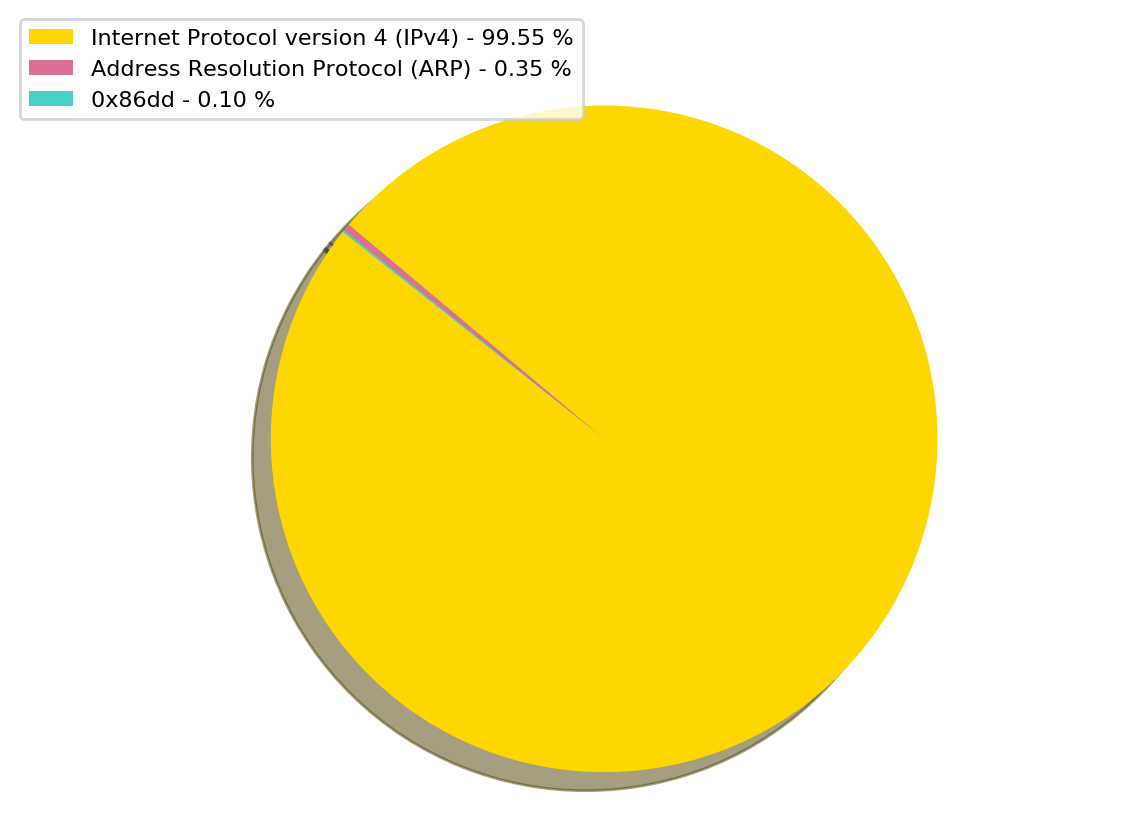 Internet Protocol version 4 (IPv4) - 99.55 %
Address Resolution Protocol (ARP) - 0.35 %
0x86dd - 0.10 %